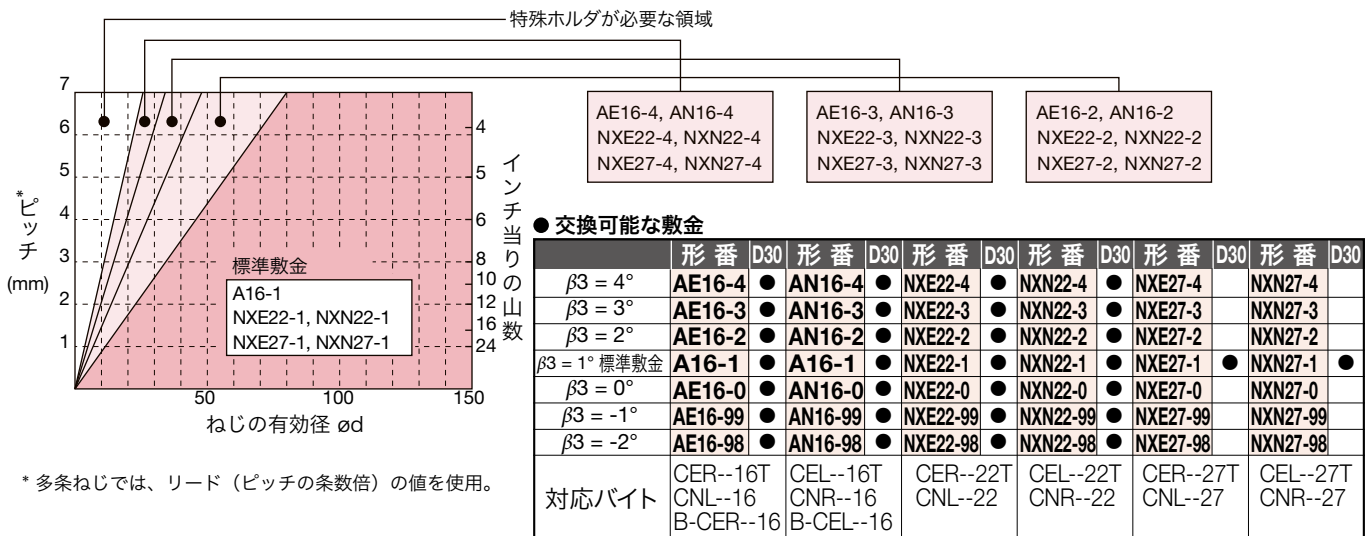 特殊ホルダが必要な領域
7
6
5
4
3
2
1
*ピッチ
(mm)
4
5
6
8
10
12
16
24
インチ当りの山数
50
100
150
ねじの有効径 ød
標準敷金
A16-1
NXE22-1, NXN22-1
NXE27-1, NXN27-1
* 多条ねじでは、リード（ピッチの条数倍）の値を使用。
AE16-4, AN16-4
NXE22-4, NXN22-4
NXE27-4, NXN27-4
AE16-3, AN16-3
NXE22-3, NXN22-3
NXE27-3, NXN27-3
AE16-2, AN16-2
NXE22-2, NXN22-2
NXE27-2, NXN27-2
● 交換可能な敷金
形 番 D30 形 番 D30 形 番 D30 形 番 D30 形 番 D30 形 番 D30
β3 = 4° AE16-4 ● AN16-4 ● NXE22-4 ● NXN22-4 ● NXE27-4 NXN27-4
β3 = 3° AE16-3 ● AN16-3 ● NXE22-3 ● NXN22-3 ● NXE27-3 NXN27-3
β3 = 2° AE16-2 ● AN16-2 ● NXE22-2 ● NXN22-2 ● NXE27-2 NXN27-2
β3 = 1° 標準敷金 A16-1 ● A16-1 ● NXE22-1 ● NXN22-1 ● NXE27-1 ● NXN27-1 ●
β3 = 0° AE16-0 ● AN16-0 ● NXE22-0 ● NXN22-0 ● NXE27-0 NXN27-0
β3 = -1° AE16-99 ● AN16-99 ● NXE22-99 ● NXN22-99 ● NXE27-99 NXN27-99
β3 = -2° AE16-98 ● AN16-98 ● NXE22-98 ● NXN22-98 ● NXE27-98 NXN27-98
対応バイト
CER--16T CEL--16T CER--22T CEL--22T CER--27T CEL--27T
CNL--16 CNR--16 CNL--22 CNR--22 CNL--27 CNR--27
B-CER--16 B-CEL--16